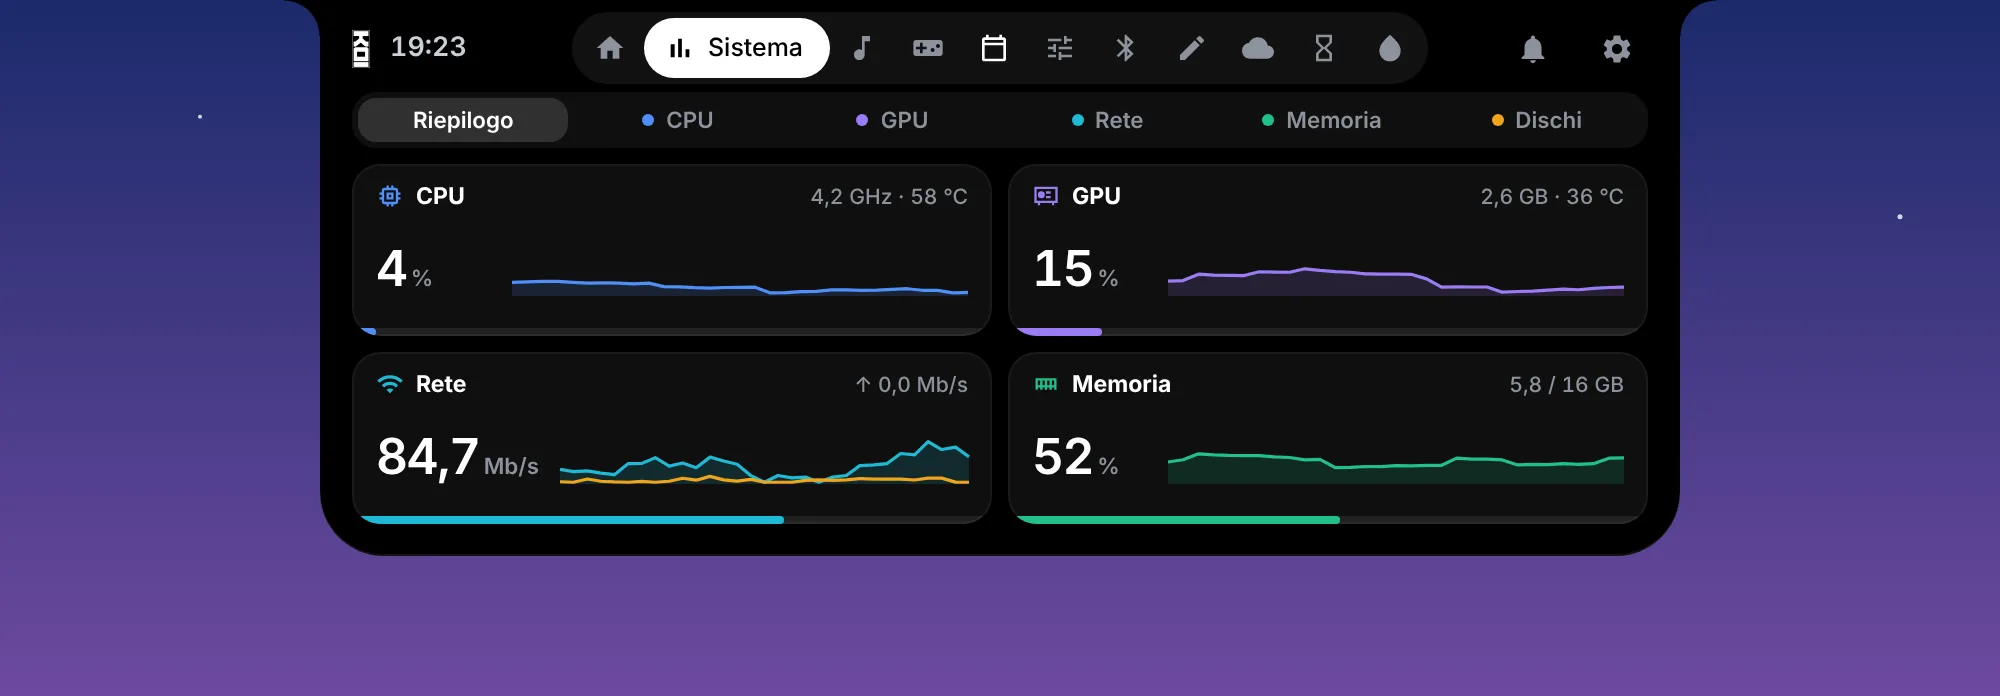 19:23
Sistema
Riepilogo
CPU
GPU
Rete
Memoria
Dischi
CPU
4,2 GHz · 58 °C
4 %
GPU
2,6 GB · 36 °C
15 %
Rete
↑ 0,0 Mb/s
84,7 Mb/s
Memoria
5,8 / 16 GB
52 %